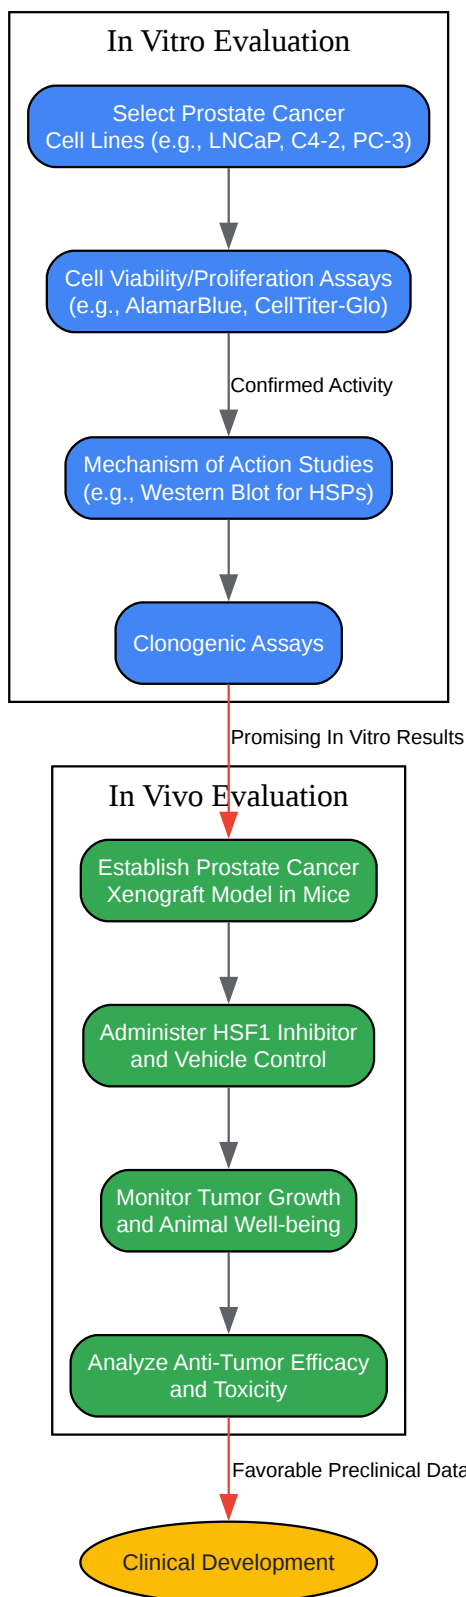 In Vitro Evaluation
Select Prostate Cancer
Cell Lines (e.g., LNCaP, C4-2, PC-3)
Cell Viability/Proliferation Assays
(e.g., AlamarBlue, CellTiter-Glo)
Confirmed Activity
Mechanism of Action Studies
(e.g., Western Blot for HSPs)
Clonogenic Assays
Promising In Vitro Results
In Vivo Evaluation
Establish Prostate Cancer
Xenograft Model in Mice
Administer HSF1 Inhibitor
and Vehicle Control
Monitor Tumor Growth
and Animal Well-being
Analyze Anti-Tumor Efficacy
and Toxicity
Favorable Preclinical Data
Clinical Development